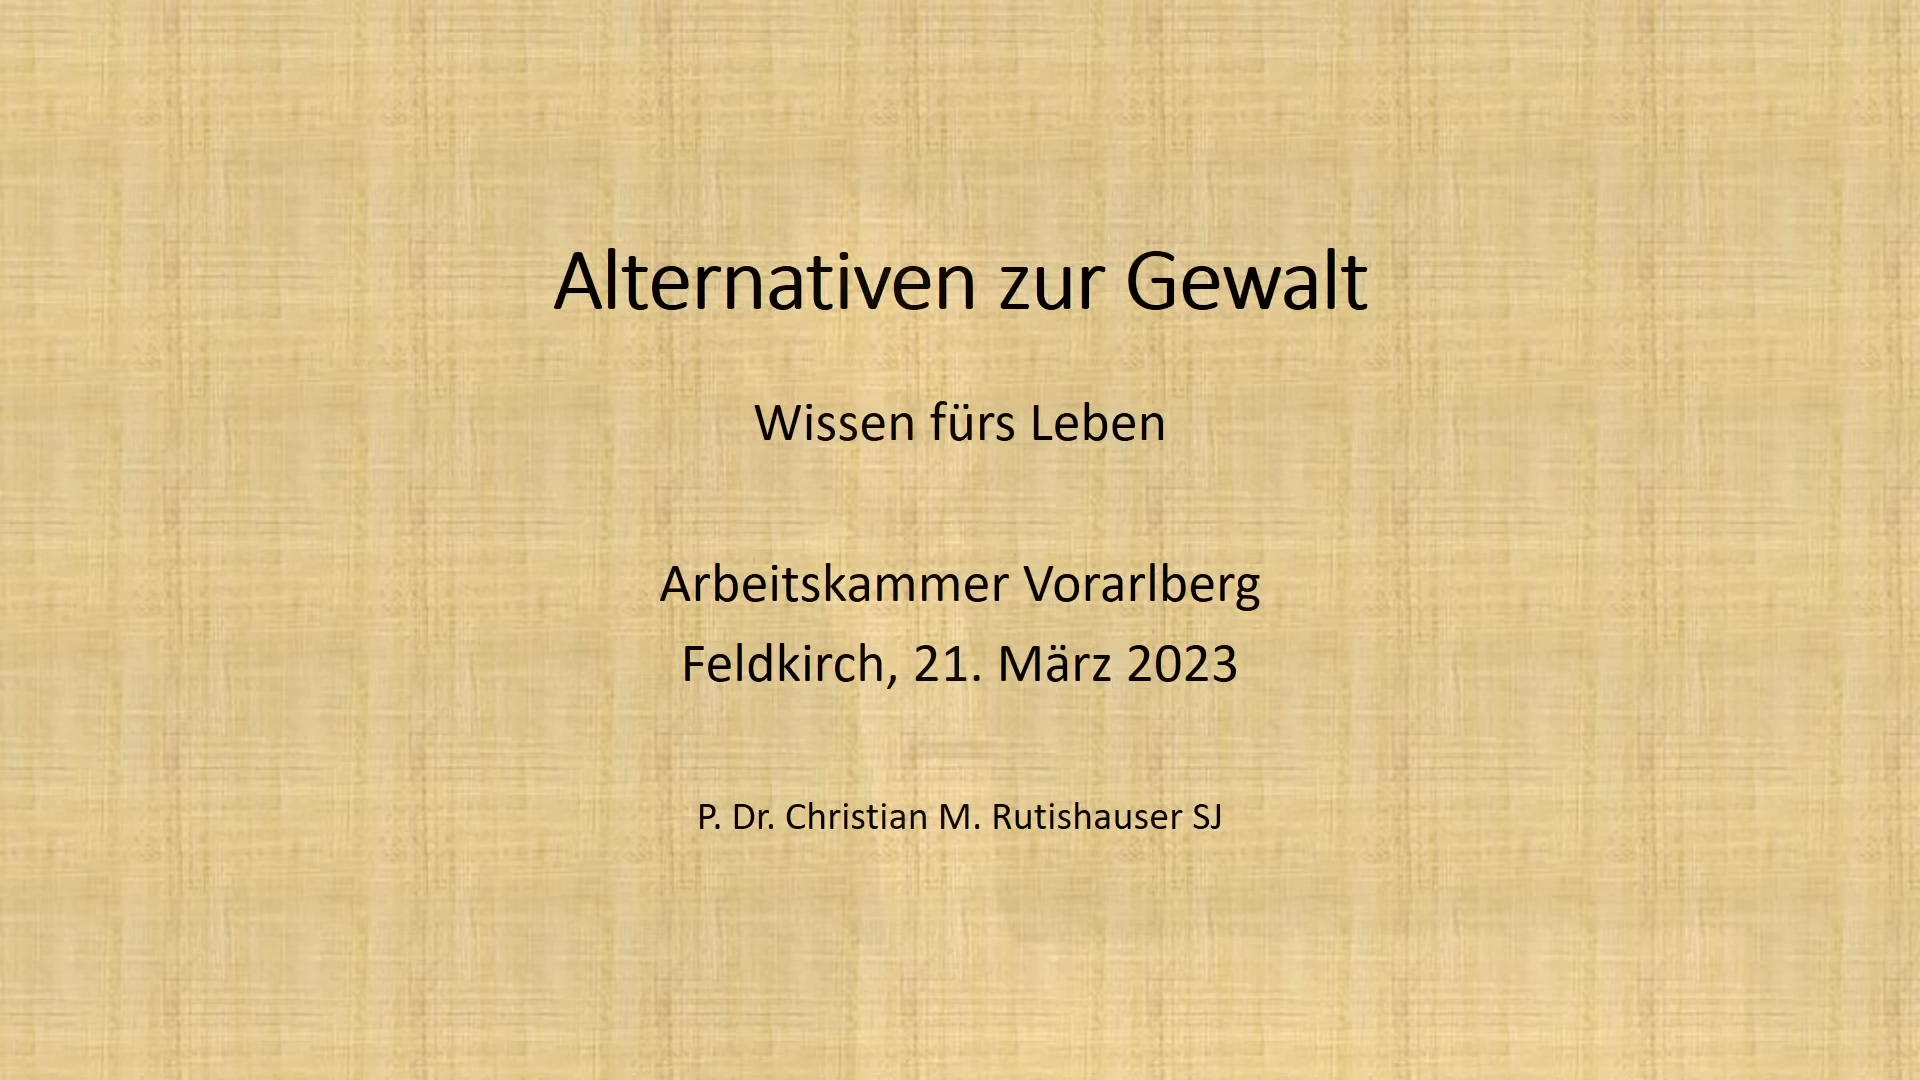 Alternativen zur Gewalt
Wissen fürs Leben
Arbeitskammer Vorarlberg
Feldkirch, 21. März 2023
P. Dr. Christian M. Rutishauser SJ